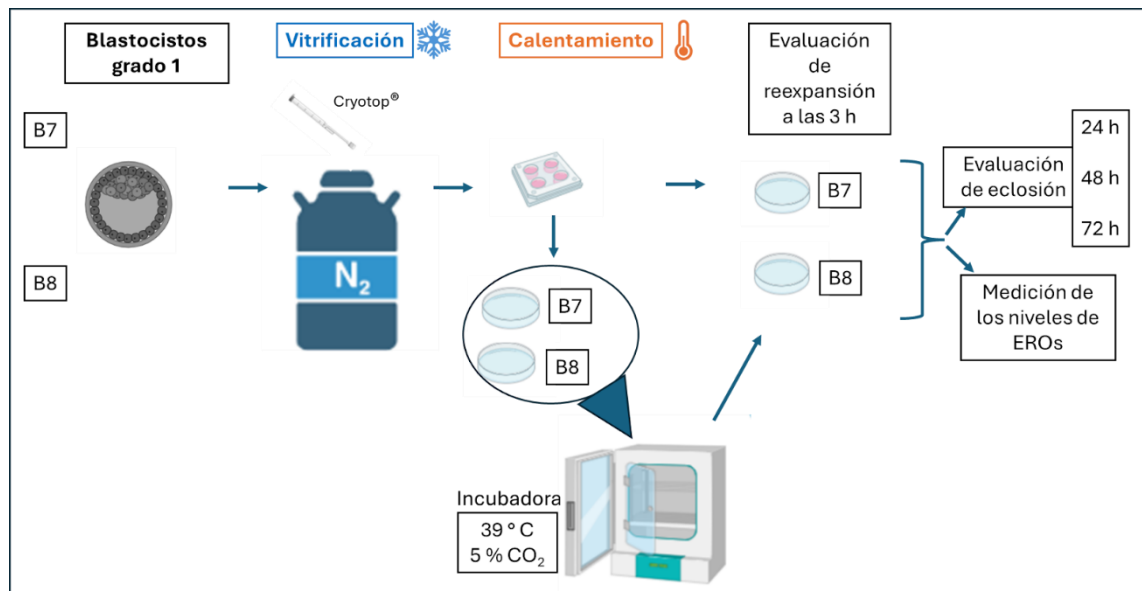 Blastocistos
grado 1
Vitrificación
Calentamiento
Evaluación
de
reexpansión
a las 3 h
Cryotop®
B7
B8
N₂
B7
B8
B7
B8
Evaluación
de eclosión
24 h
48 h
72 h
Medición de
los niveles de
EROs
Incubadora
39 ° C
5 % CO₂